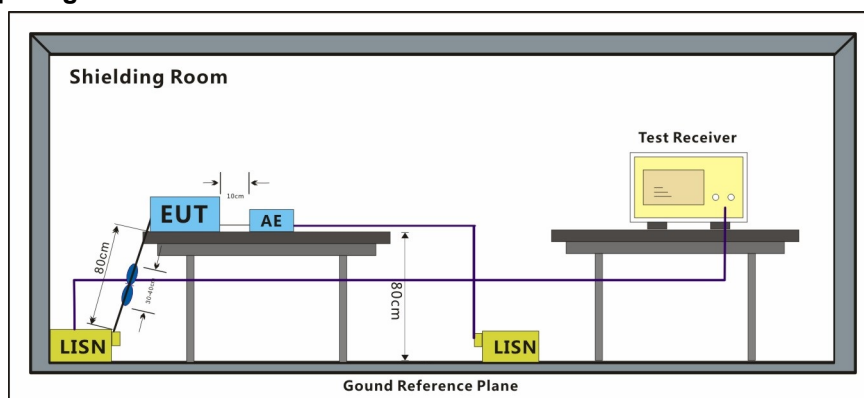 Shielding Room
Test Receiver
10cm
EUT
AE
80cm
30-40cm
80cm
LISN
LISN
Gound Reference Plane